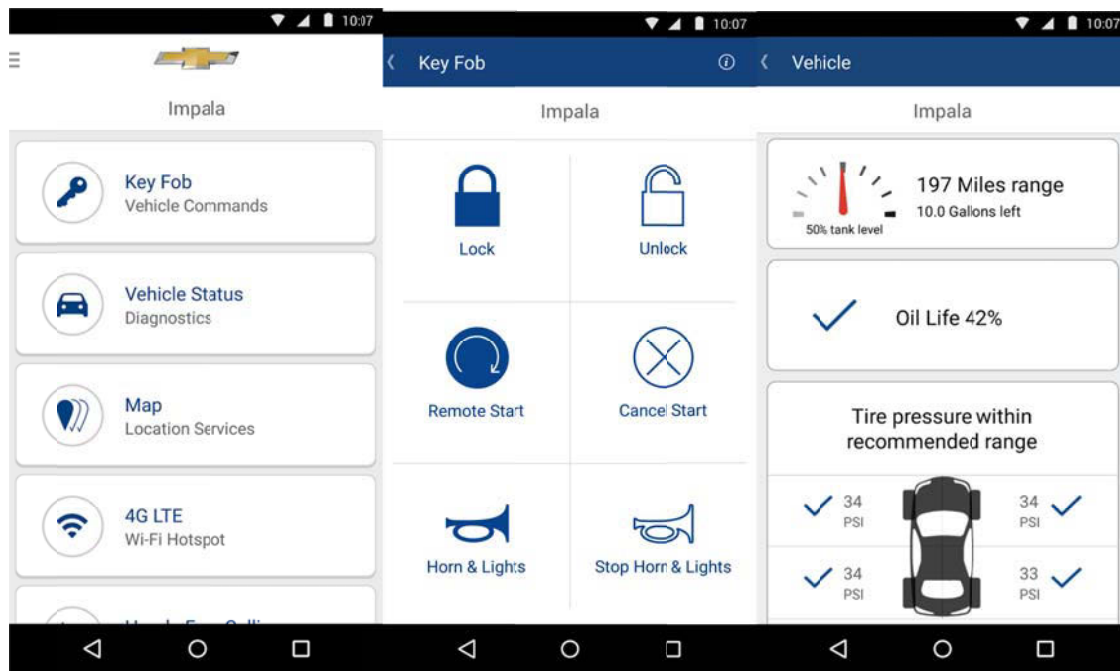 10:07
Impala
Key Fob
Vehicle Commands
Vehicle Status
Diagnostics
Map
Location Services
4G LTE
Wi-Fi Hotspot
10:07
Key Fob
Impala
Lock
Unlock
Remote Start
Cancel Start
Horn & Lights
Stop Horn & Lights
10:07
Vehicle
Impala
197 Miles range
10.0 Gallons left
50% tank level
Oil Life 42%
Tire pressure within
recommended range
34
PSI
34
PSI
34
PSI
33
PSI